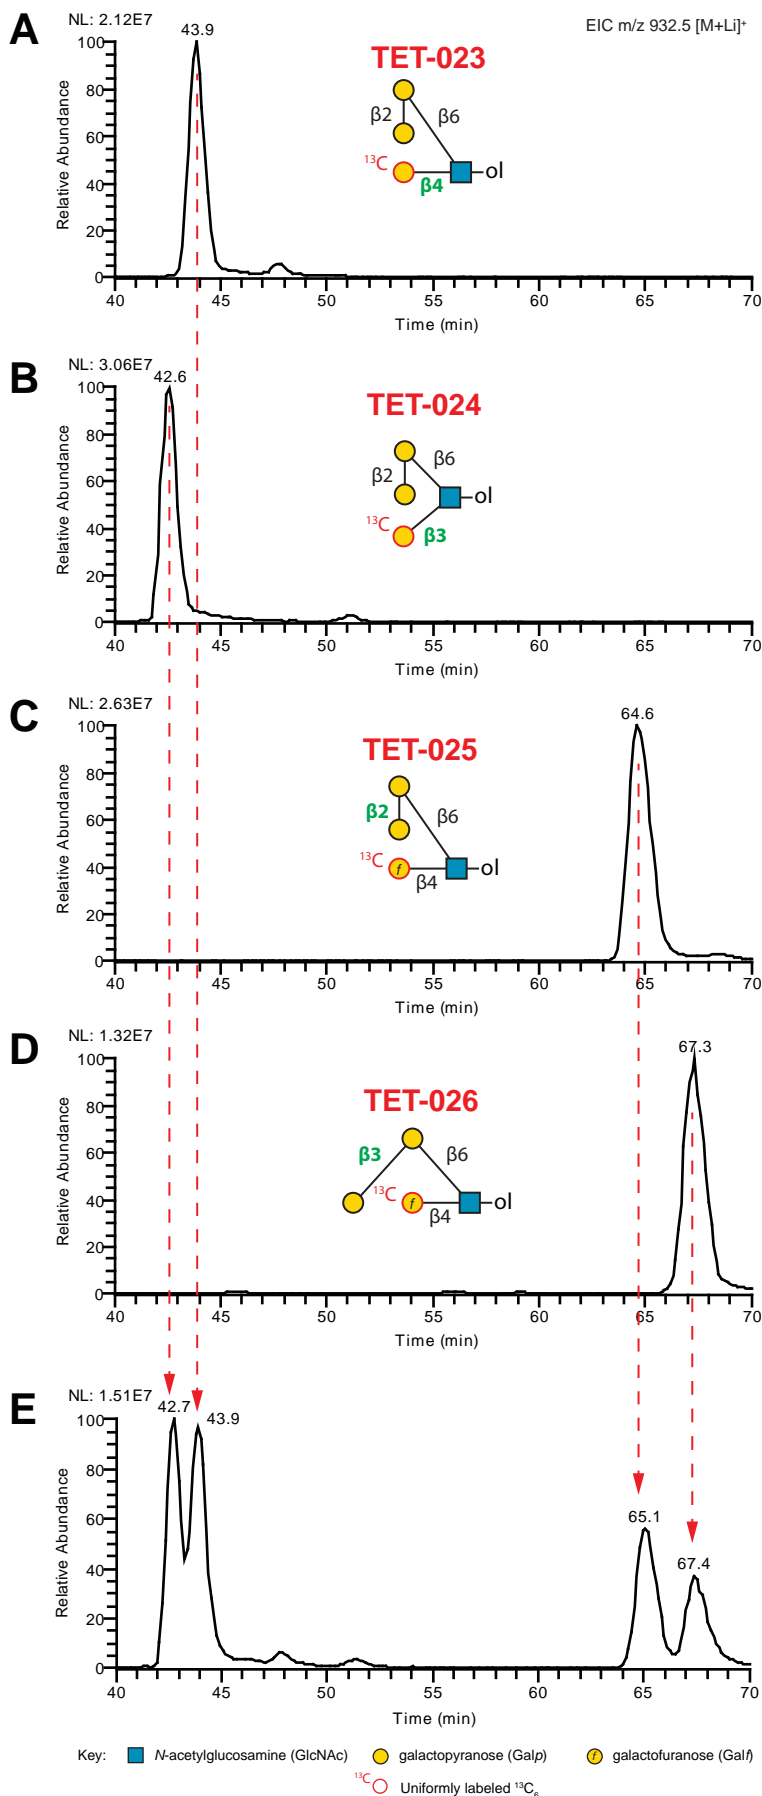 A
NL: 2.12E7
EIC m/z 932.5 [M+Li]⁺
43.9
TET-023
β2
β6
¹³C
β4
ol
Relative Abundance
100
80
60
40
20
0
40 45 50 55 60 65 70
Time (min)
B
NL: 3.06E7
42.6
TET-024
β2
β6
¹³C
β3
ol
Relative Abundance
100
80
60
40
20
0
40 45 50 55 60 65 70
Time (min)
C
NL: 2.63E7
64.6
TET-025
β2
β6
¹³C
f
β4
ol
Relative Abundance
100
80
60
40
20
0
40 45 50 55 60 65 70
Time (min)
D
NL: 1.32E7
67.3
TET-026
β3
β6
¹³C
f
β4
ol
Relative Abundance
100
80
60
40
20
0
40 45 50 55 60 65 70
Time (min)
E
NL: 1.51E7
42.7
43.9
65.1
67.4
Relative Abundance
100
80
60
40
20
0
40 45 50 55 60 65 70
Time (min)
Key: N-acetylglucosamine (GlcNAc) galactopyranose (Galp) f galactofuranose (Galf)
¹³C Uniformly labeled ¹³C₆